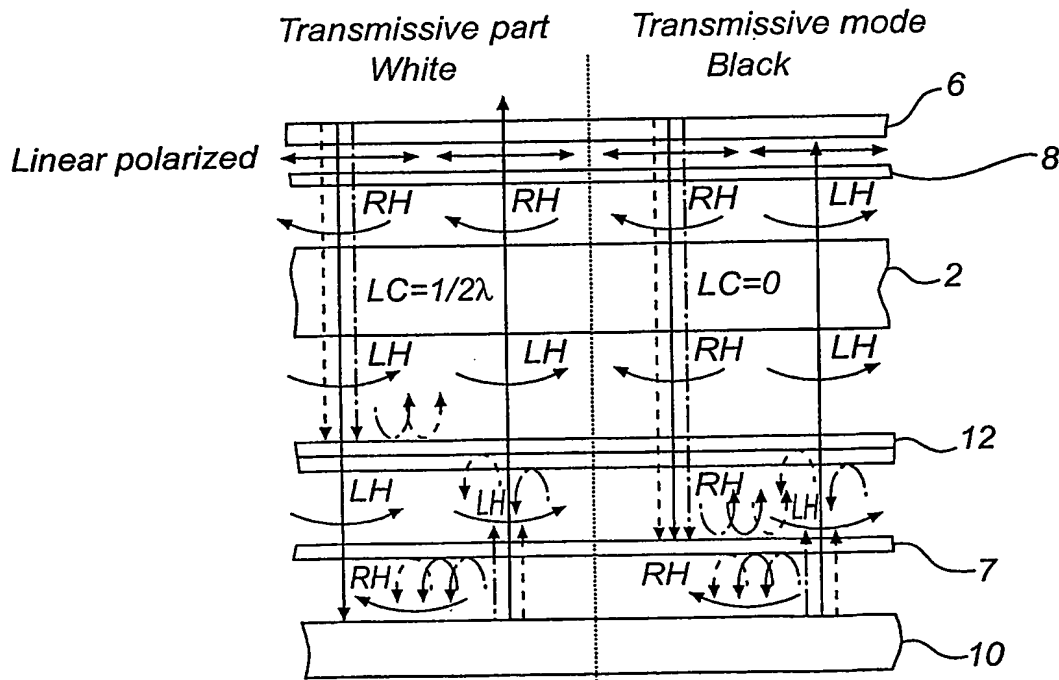 Transmissive part
White
Transmissive mode
Black
6
Linear polarized
8
RH
RH
RH
LH
LC=1/2λ
LC=0
2
LH
LH
RH
LH
12
LH
LH
RH
LH
7
RH
RH
10